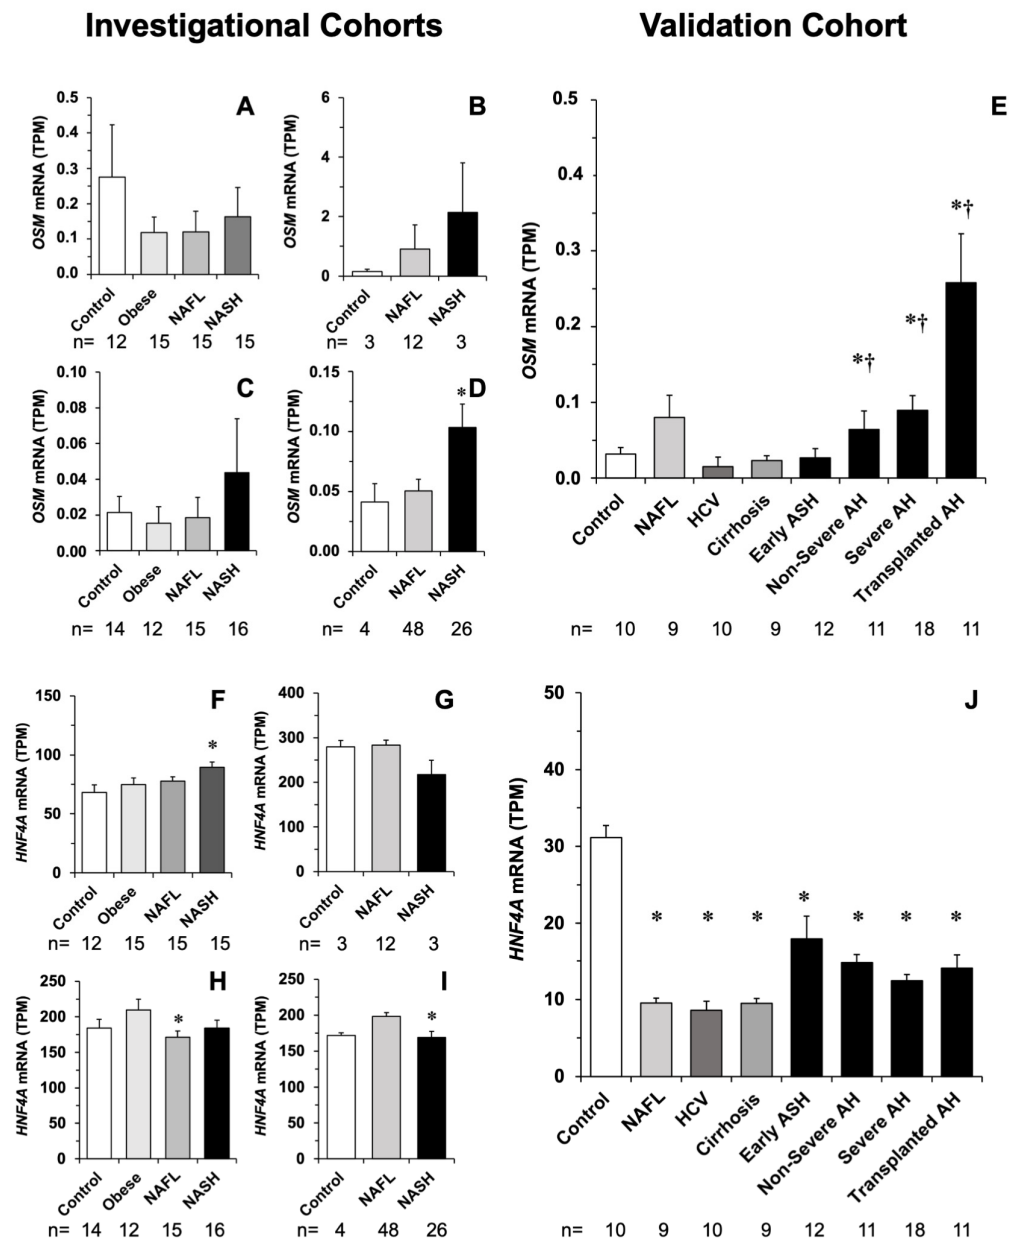 Investigational Cohorts
Validation Cohort
A
OSM mRNA (TPM)
0.5
0.4
0.3
0.2
0.1
0.0
Control
Obese
NAFL
NASH
n= 12 15 15 15
B
OSM mRNA (TPM)
6
4
2
0
Control
NAFL
NASH
n= 3 12 3
C
OSM mRNA (TPM)
0.10
0.08
0.06
0.04
0.02
0.00
Control
Obese
NAFL
NASH
n= 14 12 15 16
D
OSM mRNA (TPM)
0.15
0.10
0.05
0.00
*
Control
NAFL
NASH
n= 4 48 26
E
OSM mRNA (TPM)
0.5
0.4
0.3
0.2
0.1
0.0
*† *† *†
Control
NAFL
HCV
Cirrhosis
Early ASH
Non-Severe AH
Severe AH
Transplanted AH
n= 10 9 10 9 12 11 18 11
F
HNF4A mRNA (TPM)
150
100
50
0
*
Control
Obese
NAFL
NASH
n= 12 15 15 15
G
HNF4A mRNA (TPM)
400
300
200
100
0
Control
NAFL
NASH
n= 3 12 3
H
HNF4A mRNA (TPM)
250
200
150
100
50
0
*
Control
Obese
NAFL
NASH
n= 14 12 15 16
I
HNF4A mRNA (TPM)
250
200
150
100
50
0
*
Control
NAFL
NASH
n= 4 48 26
J
HNF4A mRNA (TPM)
50
40
30
20
10
0
* * * * * * *
Control
NAFL
HCV
Cirrhosis
Early ASH
Non-Severe AH
Severe AH
Transplanted AH
n= 10 9 10 9 12 11 18 11